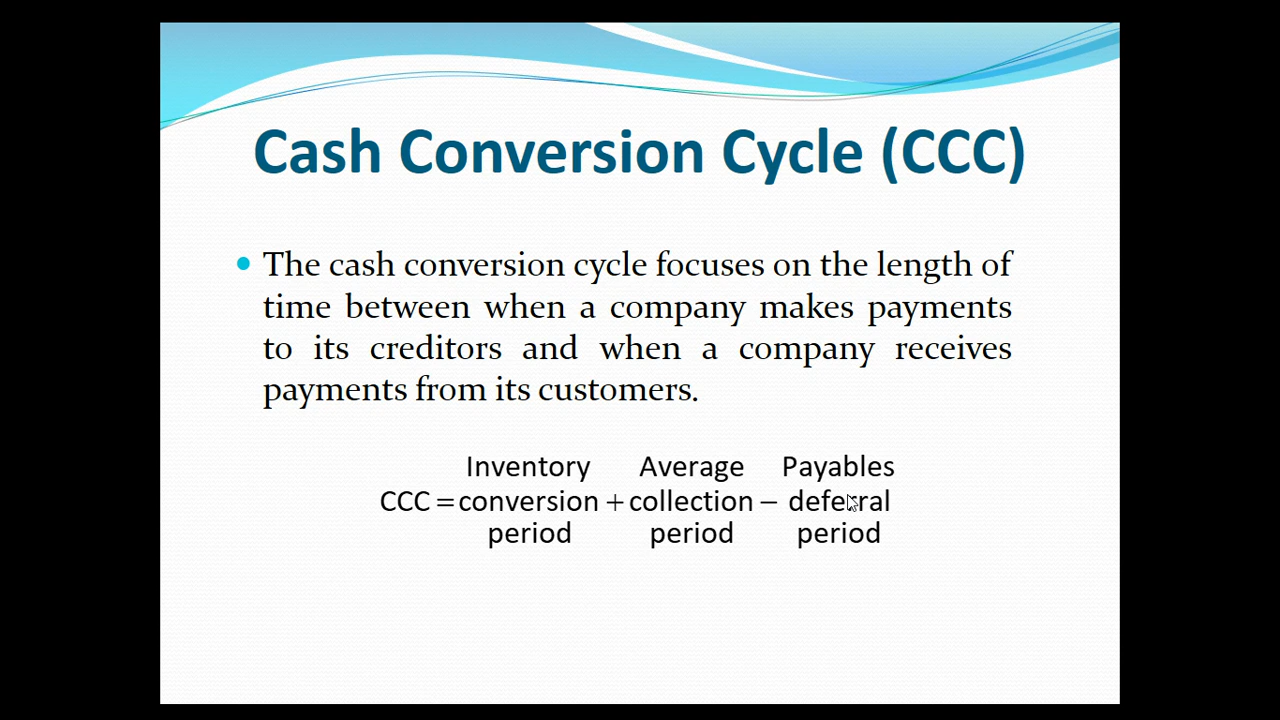 Cash Conversion Cycle (CCC)
• The cash conversion cycle focuses on the length of
time between when a company makes payments
to its creditors and when a company receives
payments from its customers.
Inventory Average Payables
CCC = conversion + collection – deferral
period period period